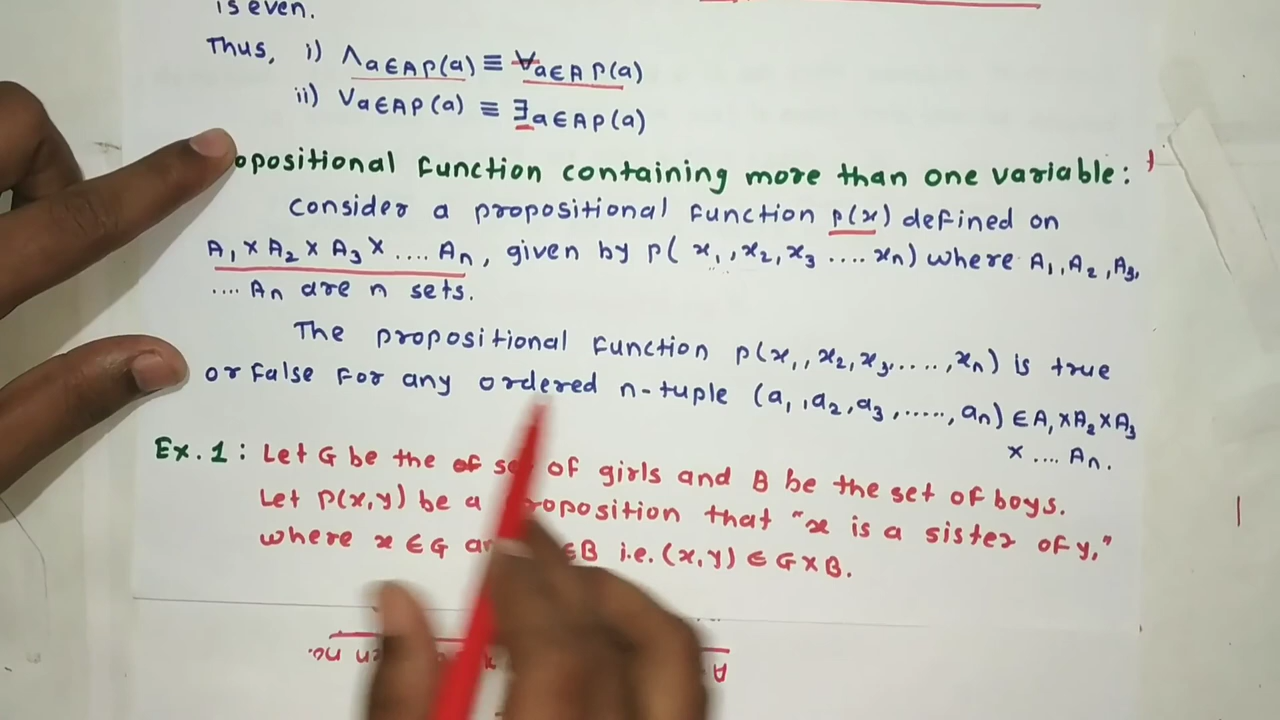 is even.
Thus, i) ∧a∈A P(a) ≡ ∀a∈A P(a)
ii) ∨a∈A P(a) ≡ ∃a∈A P(a)
opositional function containing more than one variable:
Consider a propositional function p(x) defined on
A₁ × A₂ × A₃ × .... Aₙ, given by p( x₁, x₂, x₃ .... xₙ) where A₁, A₂, A₃,
.... Aₙ are n sets.
The propositional function p(x₁, x₂, x₃, ...., xₙ) is true
or false for any ordered n-tuple (a₁, a₂, a₃, ....., aₙ) ∈ A₁ × A₂ × A₃
× .... Aₙ.
Ex. 1: Let G be the of of girls and B be the set of boys.
Let P(x,y) be a roposition that "x is a sister of y,"
where x ∈ G ∈B i.e. (x,y) ∈ G × B.
no.